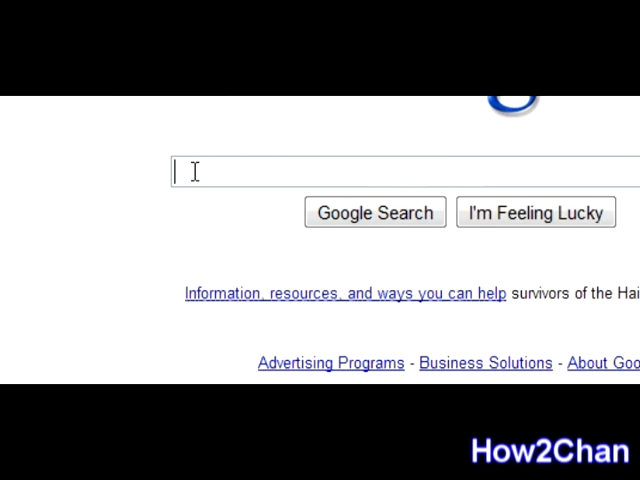 Google Search I'm Feeling Lucky
Information, resources, and ways you can help survivors of the Hai
Advertising Programs - Business Solutions - About Goo
How2Chan